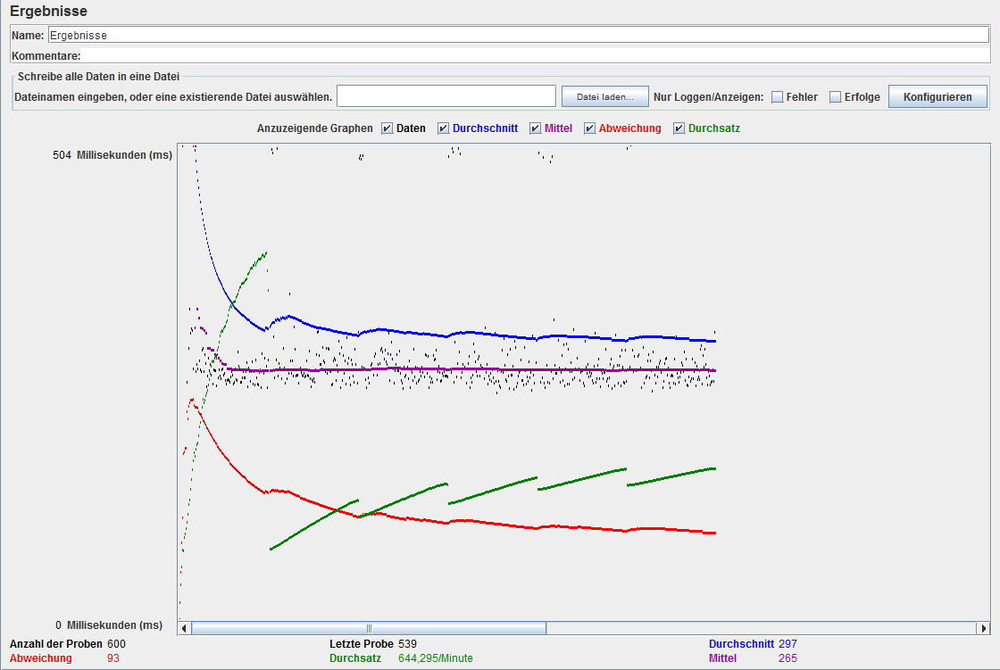 Ergebnisse
Name: Ergebnisse
Kommentare:
Schreibe alle Daten in eine Datei
Dateinamen eingeben, oder eine existierende Datei auswählen. Datei laden... Nur Loggen/Anzeigen: Fehler Erfolge Konfigurieren
Anzuzeigende Graphen Daten Durchschnitt Mittel Abweichung Durchsatz
504 Millisekunden (ms)
0 Millisekunden (ms)
Anzahl der Proben 600 Letzte Probe 539 Durchschnitt 297
Abweichung 93 Durchsatz 644,295/Minute Mittel 265